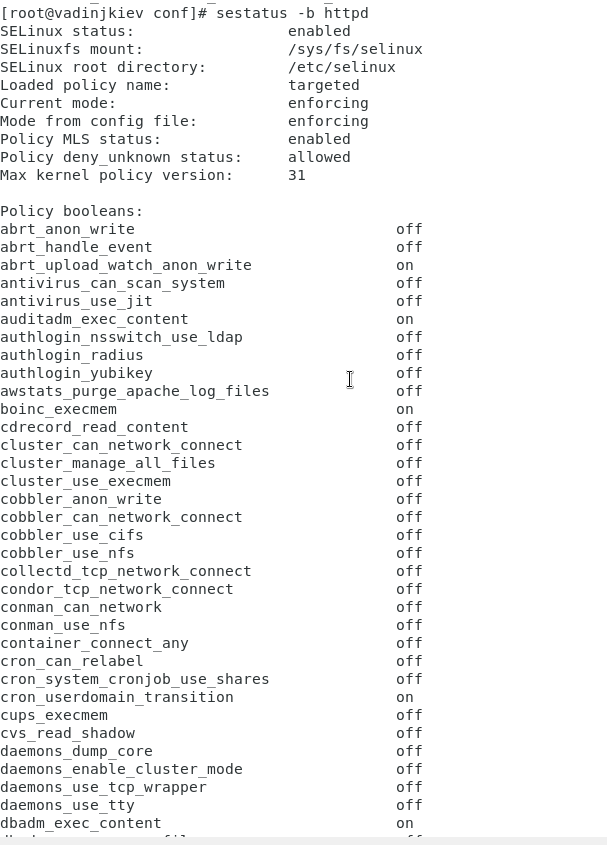 [root@vadinjkiev conf]# sestatus -b httpd
SELinux status: enabled
SELinuxfs mount: /sys/fs/selinux
SELinux root directory: /etc/selinux
Loaded policy name: targeted
Current mode: enforcing
Mode from config file: enforcing
Policy MLS status: enabled
Policy deny_unknown status: allowed
Max kernel policy version: 31
Policy booleans:
abrt_anon_write off
abrt_handle_event off
abrt_upload_watch_anon_write on
antivirus_can_scan_system off
antivirus_use_jit off
auditadm_exec_content on
authlogin_nsswitch_use_ldap off
authlogin_radius off
authlogin_yubikey off
awstats_purge_apache_log_files off
boinc_execmem on
cdrecord_read_content off
cluster_can_network_connect off
cluster_manage_all_files off
cluster_use_execmem off
cobbler_anon_write off
cobbler_can_network_connect off
cobbler_use_cifs off
cobbler_use_nfs off
collectd_tcp_network_connect off
condor_tcp_network_connect off
conman_can_network off
conman_use_nfs off
container_connect_any off
cron_can_relabel off
cron_system_cronjob_use_shares off
cron_userdomain_transition on
cups_execmem off
cvs_read_shadow off
daemons_dump_core off
daemons_enable_cluster_mode off
daemons_use_tcp_wrapper off
daemons_use_tty off
dbadm_exec_content on